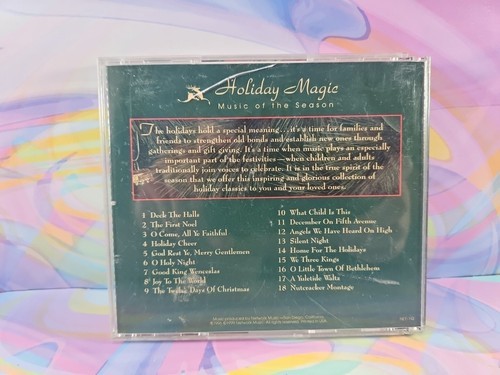 Holiday Magic
Music of the Season
The holidays hold a special meaning...it's a time for families and
friends to strengthen old bonds and establish new ones through
gatherings and gift giving. It's a time when music plays an especially
important part of the festivities—when children and adults
traditionally join voices to celebrate. It is in the true spirit of the
season that we offer this inspiring and glorious collection of
holiday classics to you and your loved ones.
1 Deck The Halls
2 The First Noel
3 O Come, All Ye Faithful
4 Holiday Cheer
5 God Rest Ye, Merry Gentlemen
6 O Holy Night
7 Good King Wenceslas
8 Joy To The World
9 The Twelve Days Of Christmas
10 What Child Is This
11 December On Fifth Avenue
12 Angels We Have Heard On High
13 Silent Night
14 Home For The Holidays
15 We Three Kings
16 O Little Town Of Bethlehem
17 A Yuletide Waltz
18 Nutcracker Montage